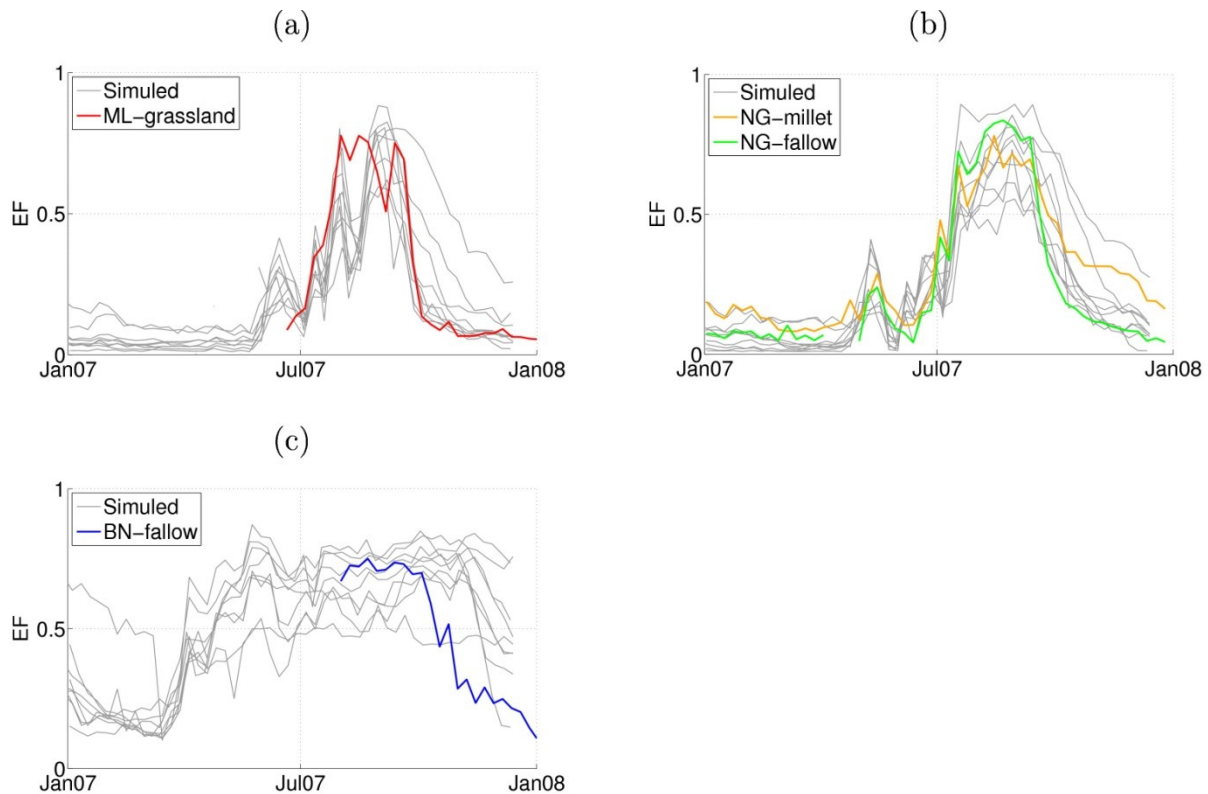 (a)
1
Simuled
ML-grassland
EF
0.5
0
Jan07
Jul07
Jan08
(b)
1
Simuled
NG-millet
NG-fallow
EF
0.5
0
Jan07
Jul07
Jan08
(c)
1
Simuled
BN-fallow
EF
0.5
0
Jan07
Jul07
Jan08